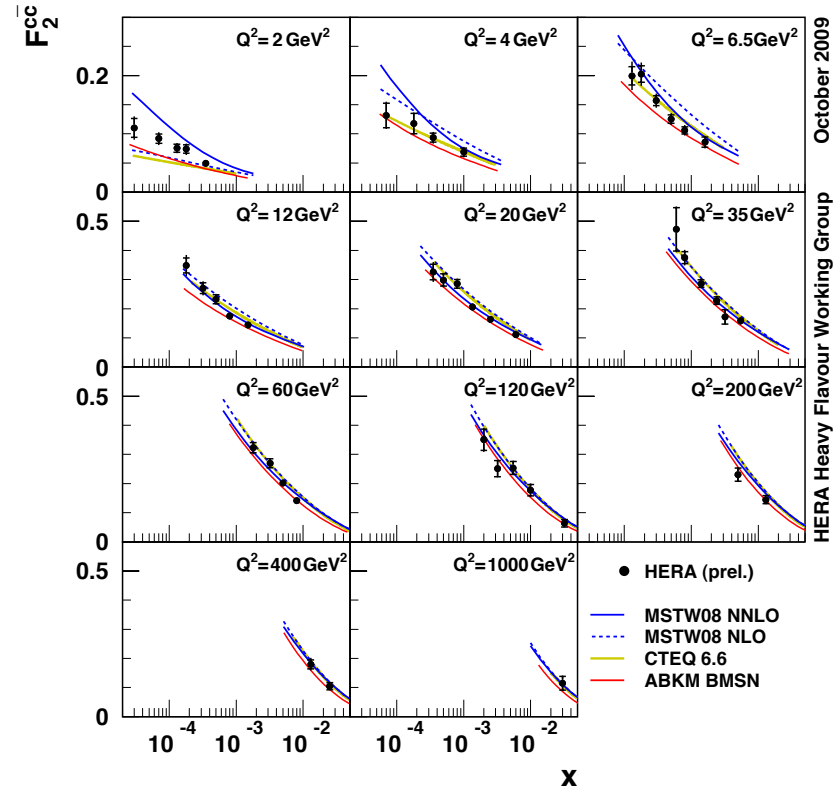 F₂ᶜᶜ̄
Q² = 2 GeV²
Q² = 4 GeV²
Q² = 6.5GeV²
0.2
0
Q² = 12 GeV²
Q² = 20 GeV²
Q² = 35 GeV²
0.5
0
Q² = 60 GeV²
Q² = 120 GeV²
Q² = 200 GeV²
0.5
0
Q² = 400 GeV²
Q² = 1000 GeV²
0.5
0
10⁻⁴ 10⁻³ 10⁻²
10⁻⁴ 10⁻³ 10⁻²
x
HERA (prel.)
MSTW08 NNLO
MSTW08 NLO
CTEQ 6.6
ABKM BMSN
HERA Heavy Flavour Working Group
October 2009